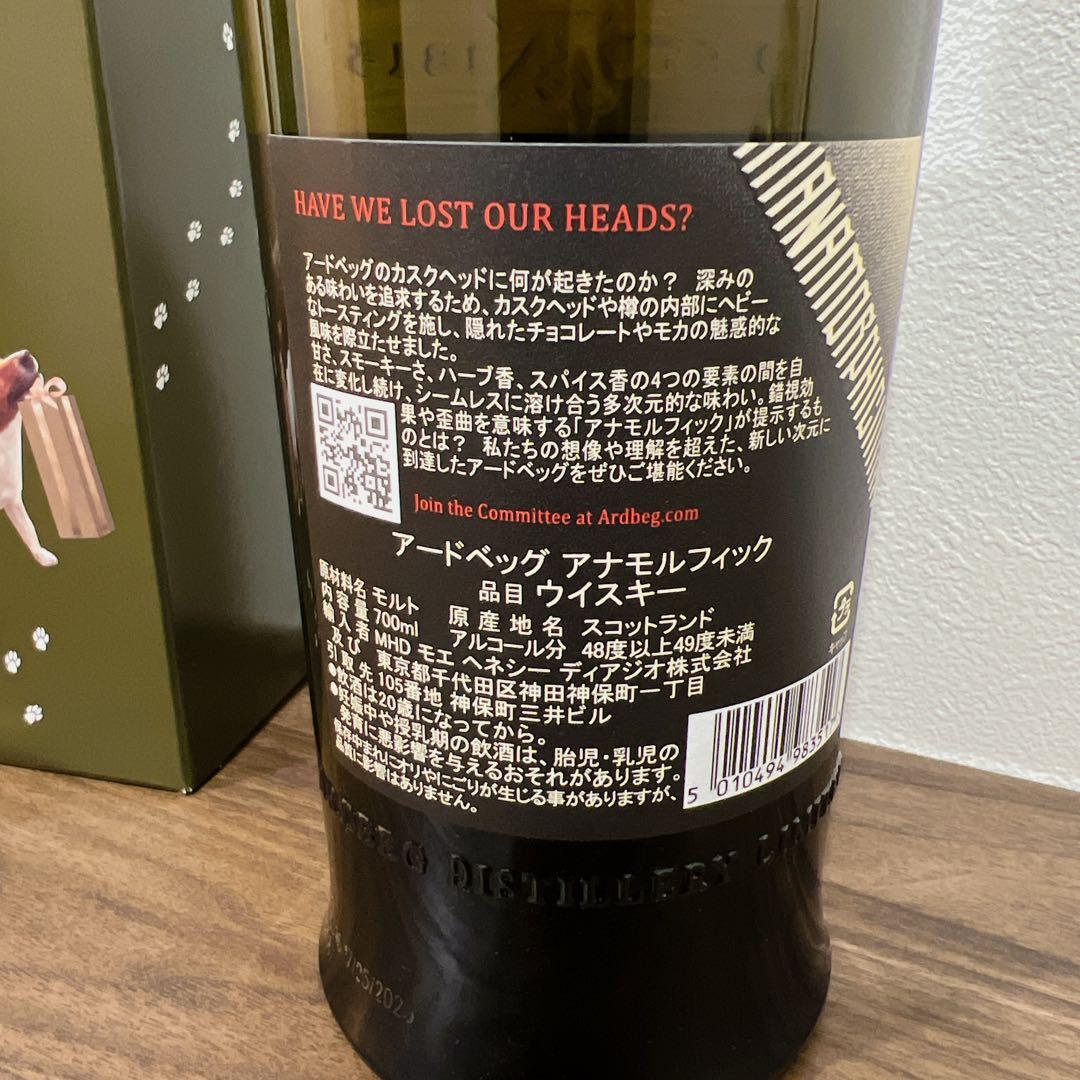 HAVE WE LOST OUR HEADS?
アードベッグのカスクヘッドに何が起きたのか? 深みの
ある味わいを追求するため、カスクヘッドや樽の内部にヘビー
なトースティングを施し、隠れたチョコレートやモカの魅惑的な
風味を際立たせました。
甘さ、スモーキーさ、ハーブ香、スパイス香の4つの要素の間を自
在に変化し続け、シームレスに溶け合う多次元的な味わい。錯視効
果や歪曲を意味する「アナモルフィック」が提示するも
のとは? 私たちの想像や理解を超えた、新しい次元に
到達したアードベッグをぜひご堪能ください。
Join the Committee at Ardbeg.com
アードベッグ アナモルフィック
品目 ウイスキー
原材料名 モルト 原産地名 スコットランド
内容量 700ml アルコール分 48度以上49度未満
輸入者 MHD モエ ヘネシー ディアジオ株式会社
及び 東京都千代田区神田神保町一丁目
引取先 105番地 神保町三井ビル
●飲酒は20歳になってから。
●妊娠中や授乳期の飲酒は、胎児・乳児の
発育に悪影響を与えるおそれがあります。
保存中まれにオリやにごりが生じる事がありますが、
品質に影響はありません。
5 010494 98351
DISTILLERY